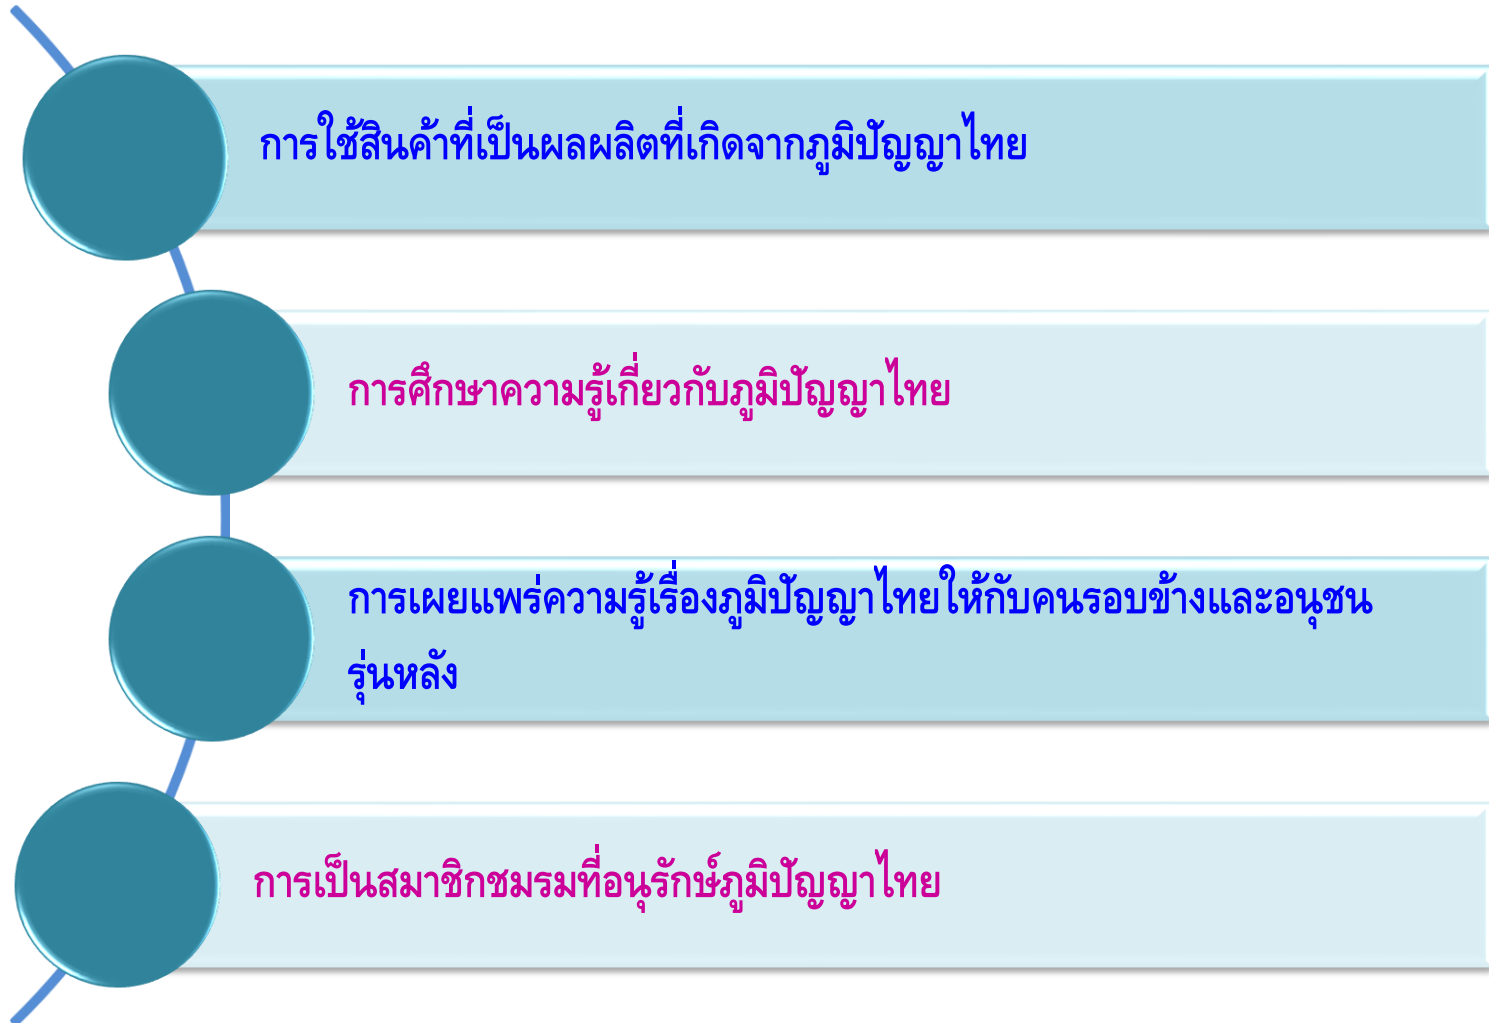 การใช้สินค้าที่เป็นผลผลิตที่เกิดจากภูมิปัญญาไทย
การศึกษาความรู้เกี่ยวกับภูมิปัญญาไทย
การเผยแพร่ความรู้เรื่องภูมิปัญญาไทยให้กับคนรอบข้างและอนุชน
รุ่นหลัง
การเป็นสมาชิกชมรมที่อนุรักษ์ภูมิปัญญาไทย